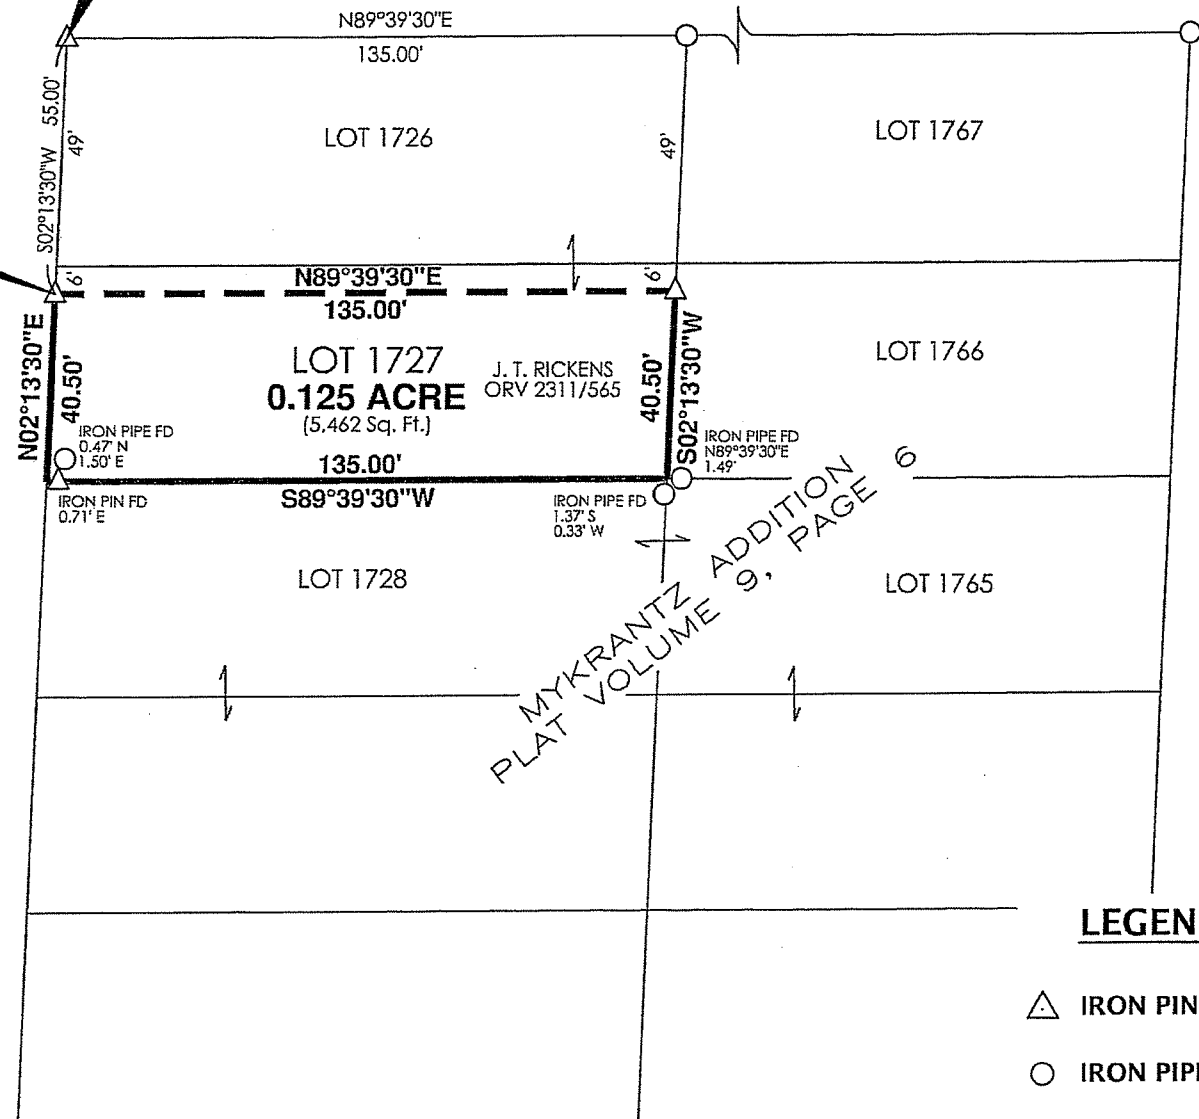 N89°39'30"E
135.00'
S02°13'30"W 55.00'
49'
LOT 1726
49'
LOT 1767
6'
N89°39'30"E
6'
135.00'
N02°13'30"E
40.50'
LOT 1727
0.125 ACRE
(5,462 Sq. Ft.)
J. T. RICKENS
ORV 2311/565
40.50'
S02°13'30"W
LOT 1766
IRON PIPE FD
0.47' N
1.50' E
135.00'
S89°39'30"W
IRON PIPE FD
N89°39'30"E
1.49'
IRON PIN FD
0.71' E
IRON PIPE FD
1.37' S
0.33' W
LOT 1728
LOT 1765
MYKRANTZ ADDITION
PLAT VOLUME 9, PAGE 6
LEGEN
IRON PIN
IRON PIP